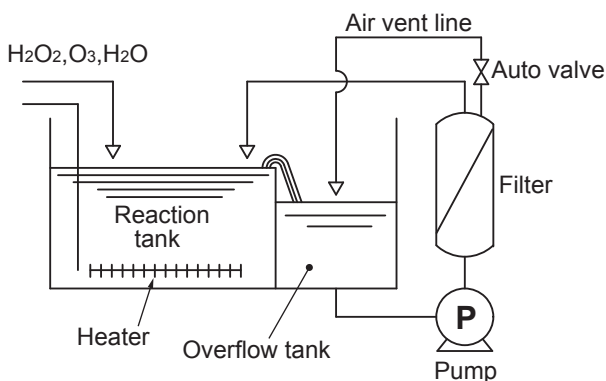 Air vent line
H2O2,O3,H2O
Auto valve
Filter
Reaction
tank
P
Heater
Overflow tank
Pump